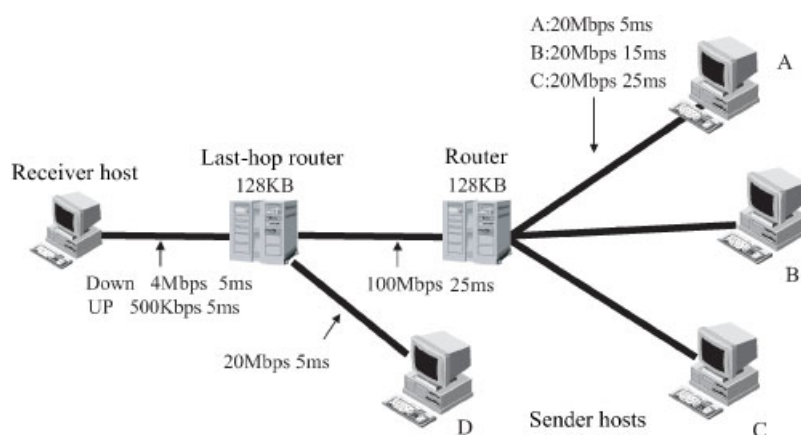 A:20Mbps 5ms
B:20Mbps 15ms
C:20Mbps 25ms
A
Last-hop router
128KB
Router
128KB
Receiver host
Down 4Mbps 5ms
UP 500Kbps 5ms
100Mbps 25ms
B
20Mbps 5ms
D
Sender hosts
C